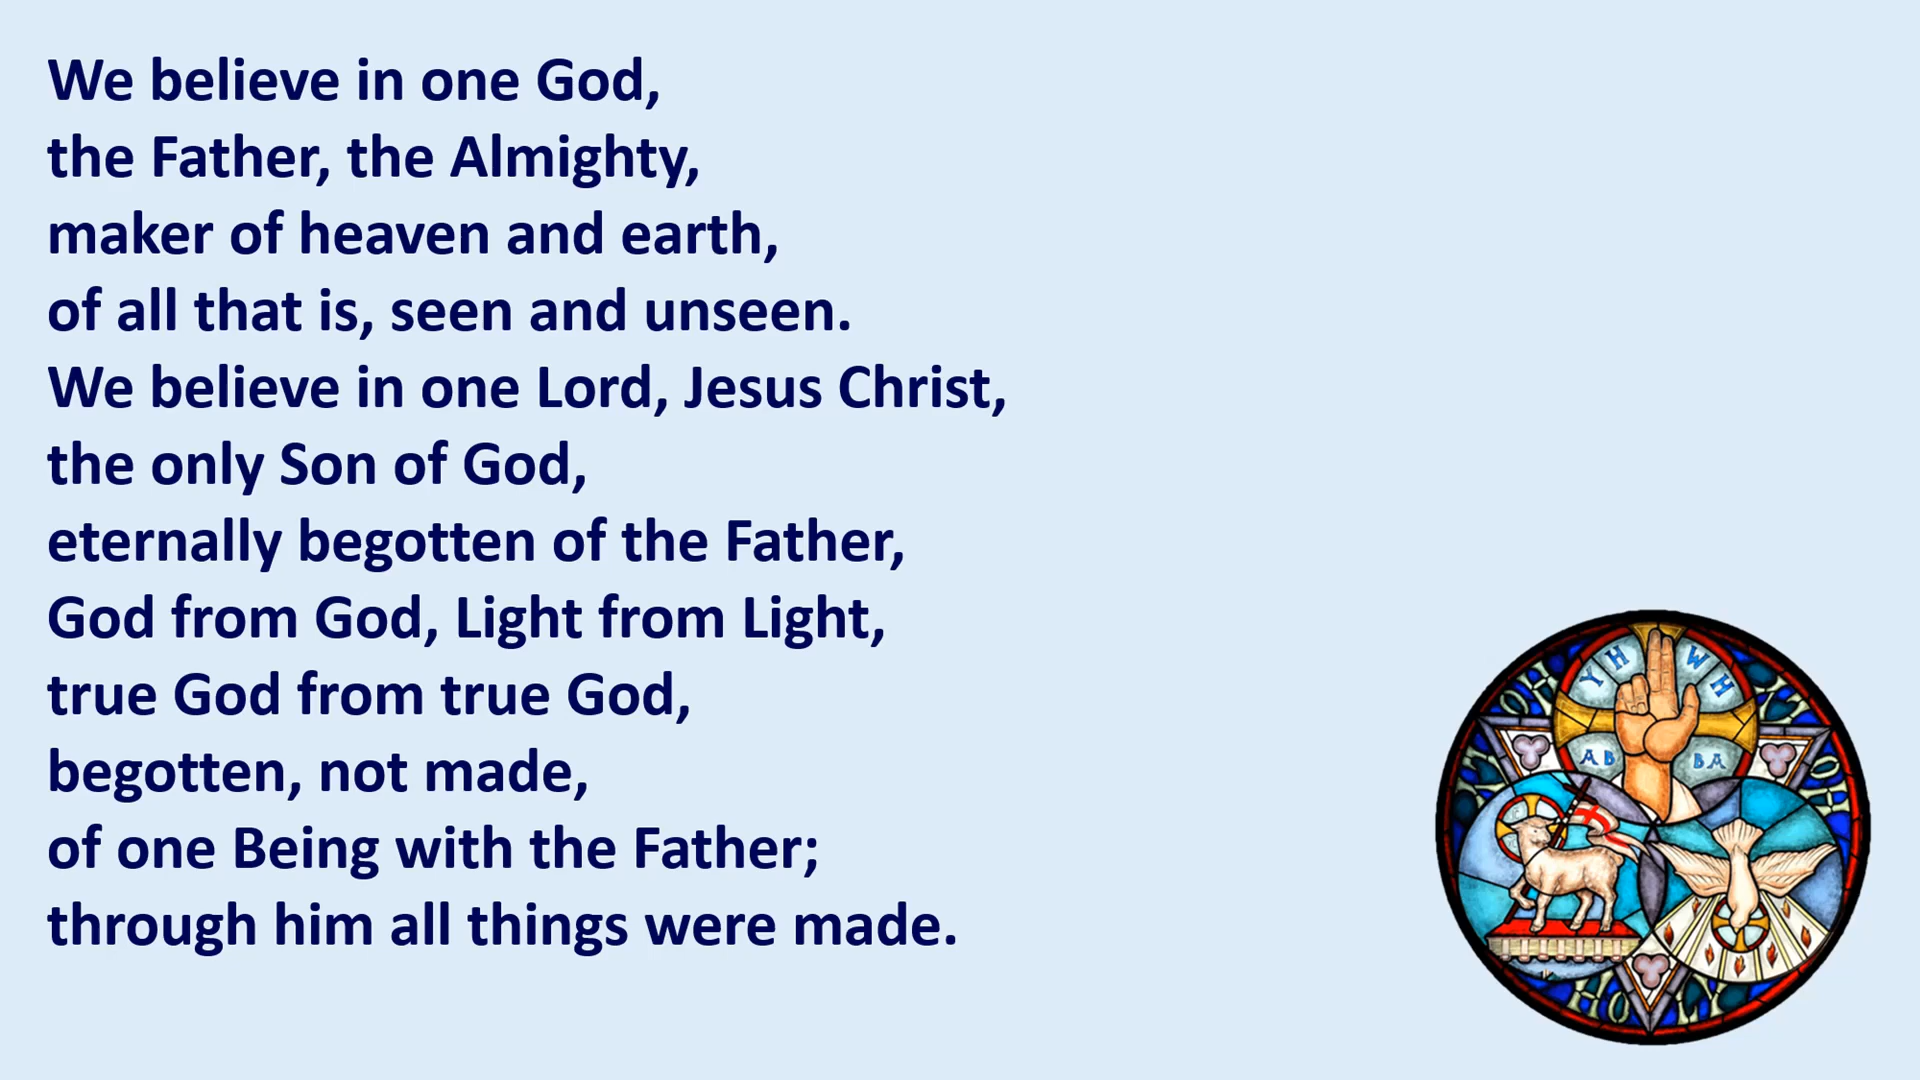 We believe in one God,
the Father, the Almighty,
maker of heaven and earth,
of all that is, seen and unseen.
We believe in one Lord, Jesus Christ,
the only Son of God,
eternally begotten of the Father,
God from God, Light from Light,
true God from true God,
begotten, not made,
of one Being with the Father;
through him all things were made.
YH WH
AB BA
HOLY
HOLY